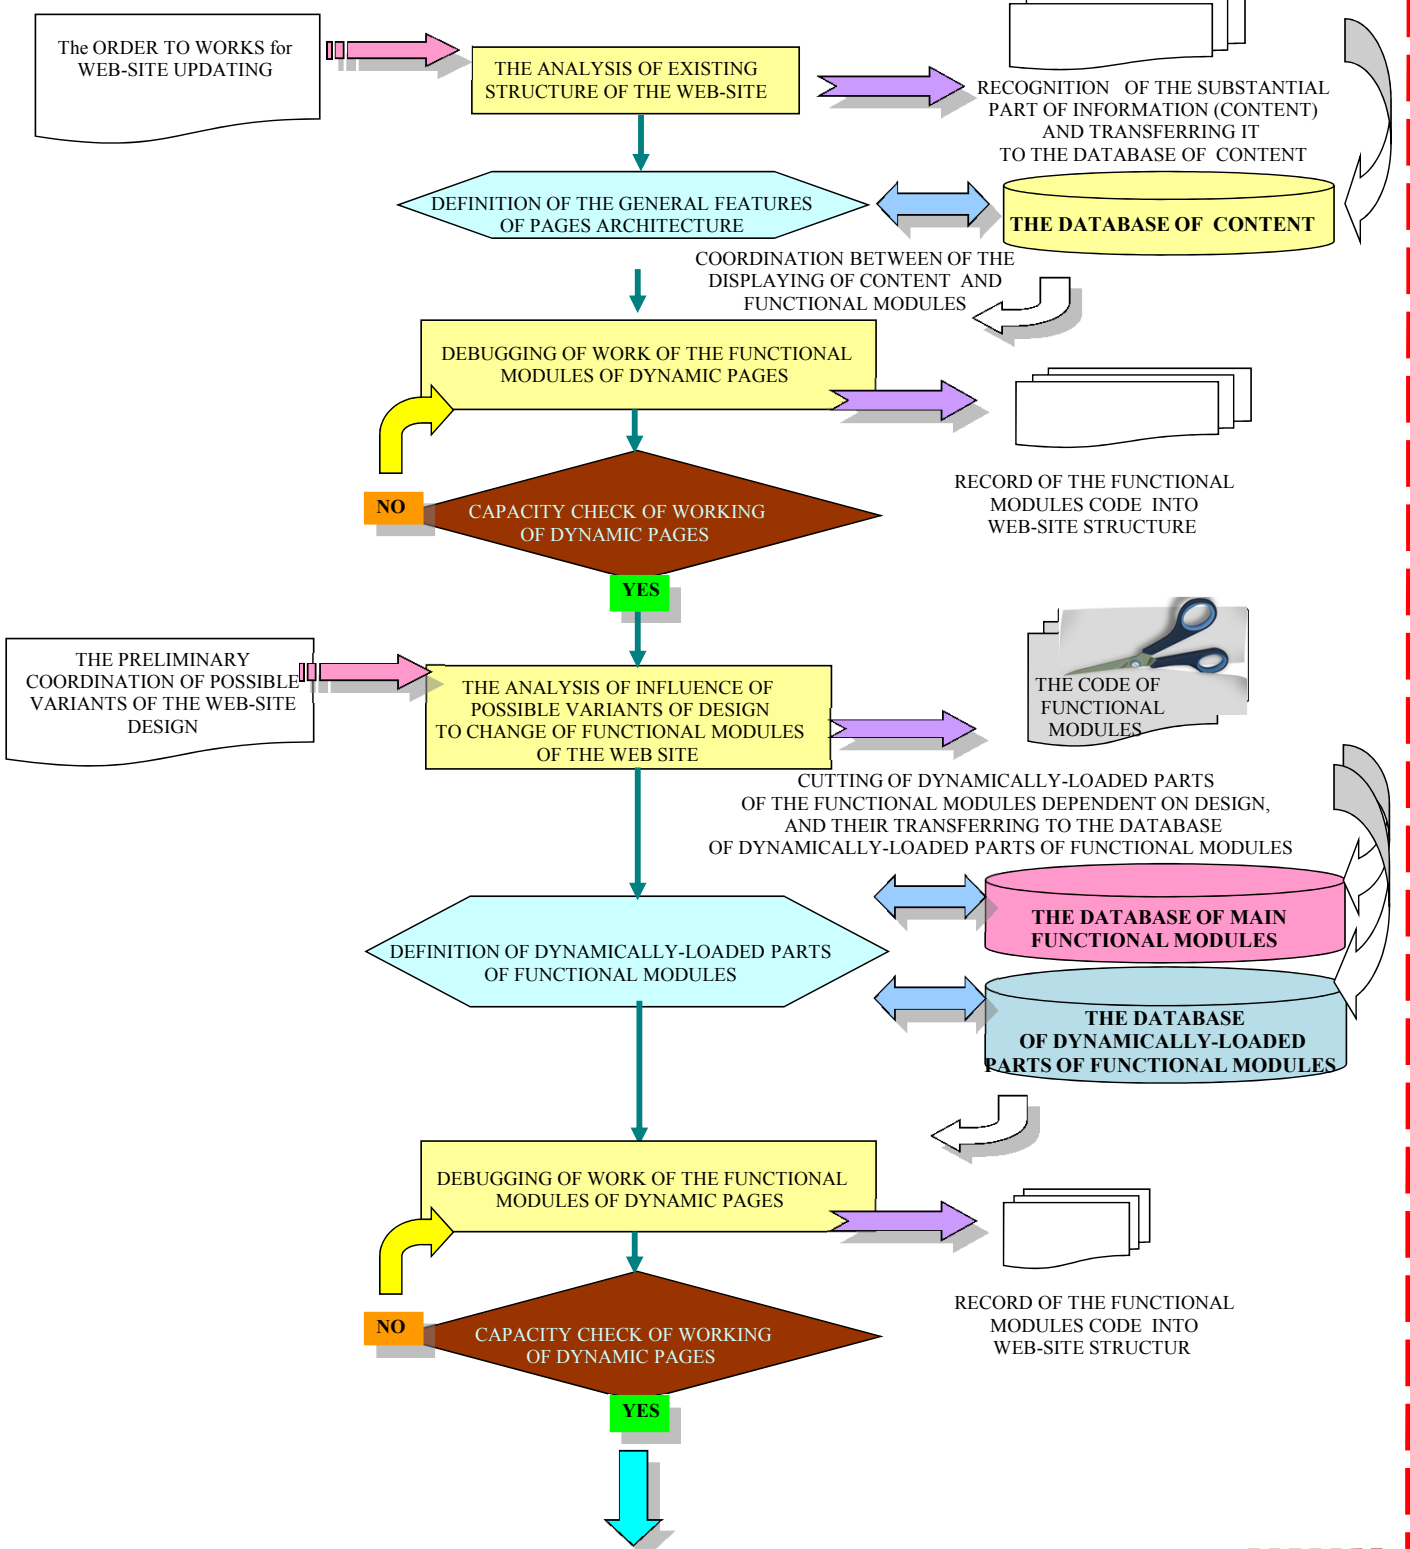 The ORDER TO WORKS for
WEB-SITE UPDATING
THE ANALYSIS OF EXISTING
STRUCTURE OF THE WEB-SITE
RECOGNITION OF THE SUBSTANTIAL
PART OF INFORMATION (CONTENT)
AND TRANSFERRING IT
TO THE DATABASE OF CONTENT
DEFINITION OF THE GENERAL FEATURES
OF PAGES ARCHITECTURE
THE DATABASE OF CONTENT
COORDINATION BETWEEN OF THE
DISPLAYING OF CONTENT AND
FUNCTIONAL MODULES
DEBUGGING OF WORK OF THE FUNCTIONAL
MODULES OF DYNAMIC PAGES
RECORD OF THE FUNCTIONAL
MODULES CODE INTO
WEB-SITE STRUCTURE
NO
CAPACITY CHECK OF WORKING
OF DYNAMIC PAGES
YES
THE PRELIMINARY
COORDINATION OF POSSIBLE
VARIANTS OF THE WEB-SITE
DESIGN
THE ANALYSIS OF INFLUENCE OF
POSSIBLE VARIANTS OF DESIGN
TO CHANGE OF FUNCTIONAL MODULES
OF THE WEB SITE
THE CODE OF
FUNCTIONAL
MODULES
CUTTING OF DYNAMICALLY-LOADED PARTS
OF THE FUNCTIONAL MODULES DEPENDENT ON DESIGN,
AND THEIR TRANSFERRING TO THE DATABASE
OF DYNAMICALLY-LOADED PARTS OF FUNCTIONAL MODULES
THE DATABASE OF MAIN
FUNCTIONAL MODULES
DEFINITION OF DYNAMICALLY-LOADED PARTS
OF FUNCTIONAL MODULES
THE DATABASE
OF DYNAMICALLY-LOADED
PARTS OF FUNCTIONAL MODULES
DEBUGGING OF WORK OF THE FUNCTIONAL
MODULES OF DYNAMIC PAGES
RECORD OF THE FUNCTIONAL
MODULES CODE INTO
WEB-SITE STRUCTUR
NO
CAPACITY CHECK OF WORKING
OF DYNAMIC PAGES
YES